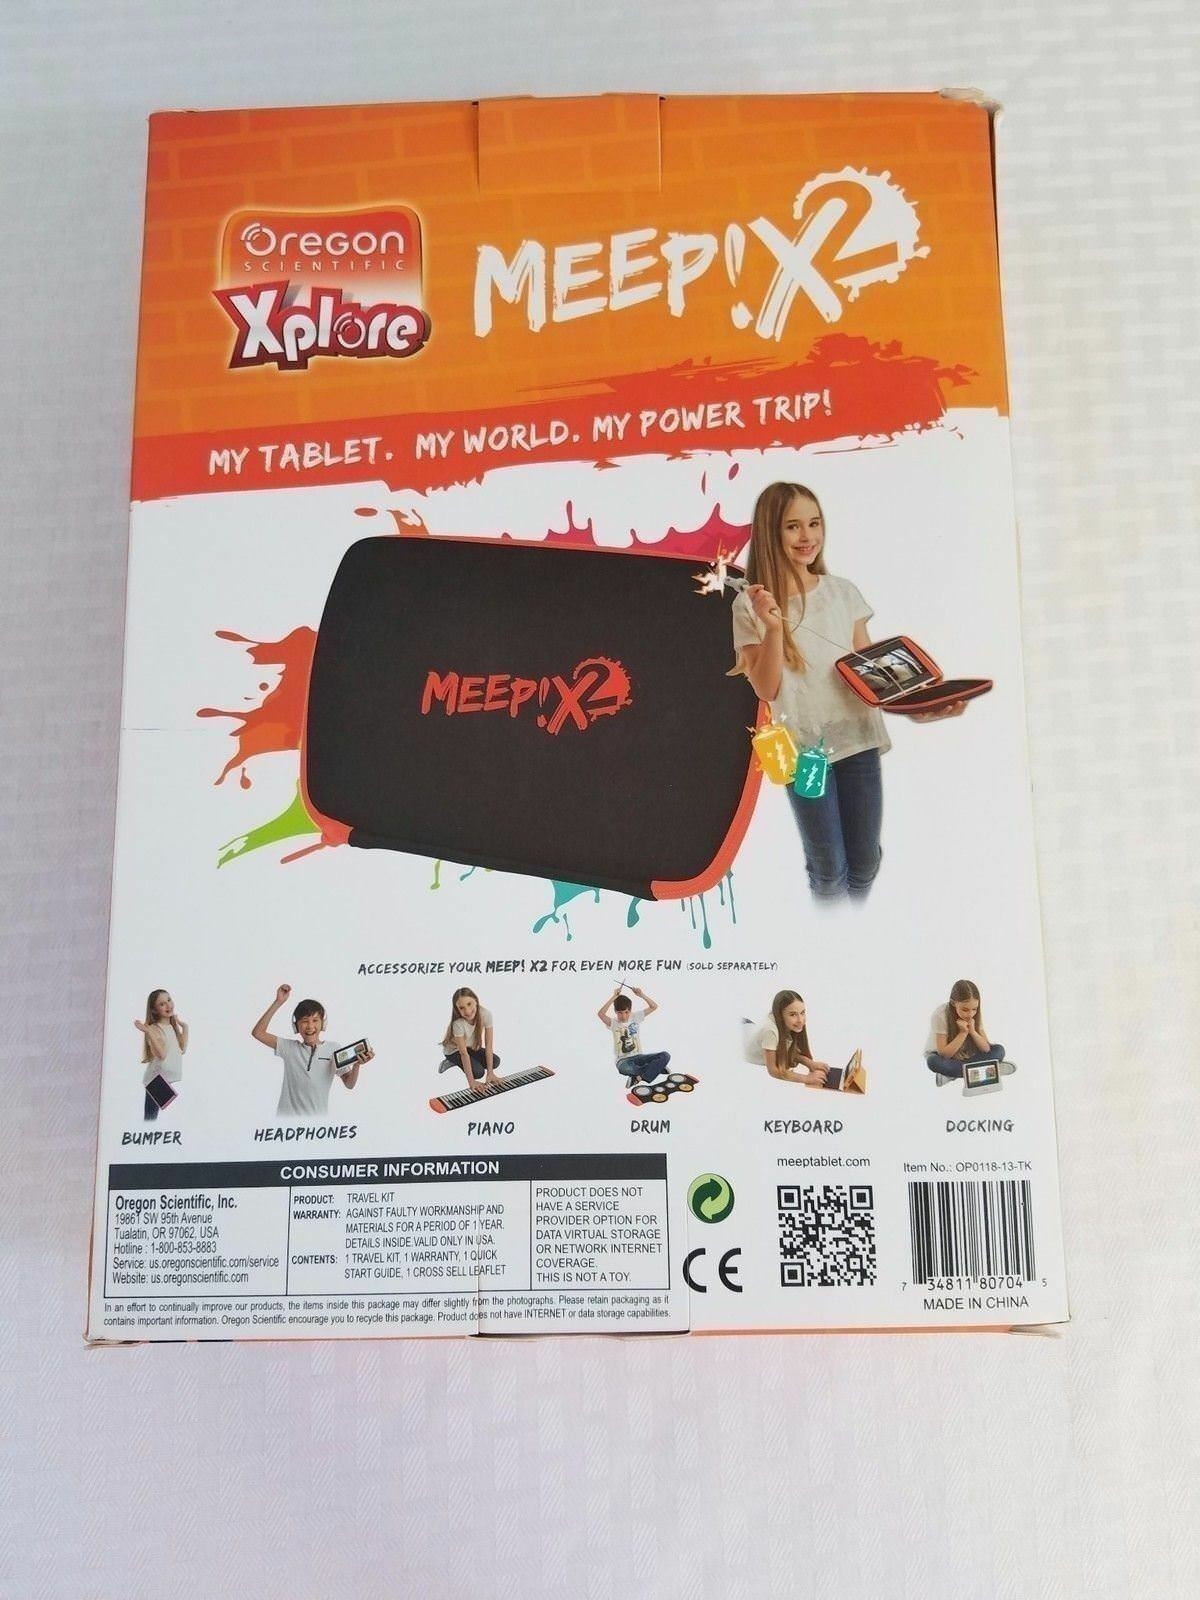 Oregon
SCIENTIFIC
Xplore
MEEP!X2
MY TABLET. MY WORLD. MY POWER TRIP!
MEEP!X2
ACCESSORIZE YOUR MEEP! X2 FOR EVEN MORE FUN (SOLD SEPARATELY)
BUMPER
HEADPHONES
PIANO
DRUM
KEYBOARD
DOCKING
CONSUMER INFORMATION
Oregon Scientific, Inc.
19861 SW 95th Avenue
Tualatin, OR 97062, USA
Hotline : 1-800-853-8883
Service: us.oregonscientific.com/service
Website: us.oregonscientific.com
PRODUCT: TRAVEL KIT
WARRANTY: AGAINST FAULTY WORKMANSHIP AND
MATERIALS FOR A PERIOD OF 1 YEAR.
DETAILS INSIDE.VALID ONLY IN USA.
CONTENTS: 1 TRAVEL KIT, 1 WARRANTY, 1 QUICK
START GUIDE, 1 CROSS SELL LEAFLET
PRODUCT DOES NOT
HAVE A SERVICE
PROVIDER OPTION FOR
DATA VIRTUAL STORAGE
OR NETWORK INTERNET
COVERAGE.
THIS IS NOT A TOY.
In an effort to continually improve our products, the items inside this package may differ slightly from the photographs. Please retain packaging as it
contains important information. Oregon Scientific encourage you to recycle this package. Product does not have INTERNET or data storage capabilities.
CE
meeptablet.com
Item No.: OP0118-13-TK
7 34811 80704 5
MADE IN CHINA